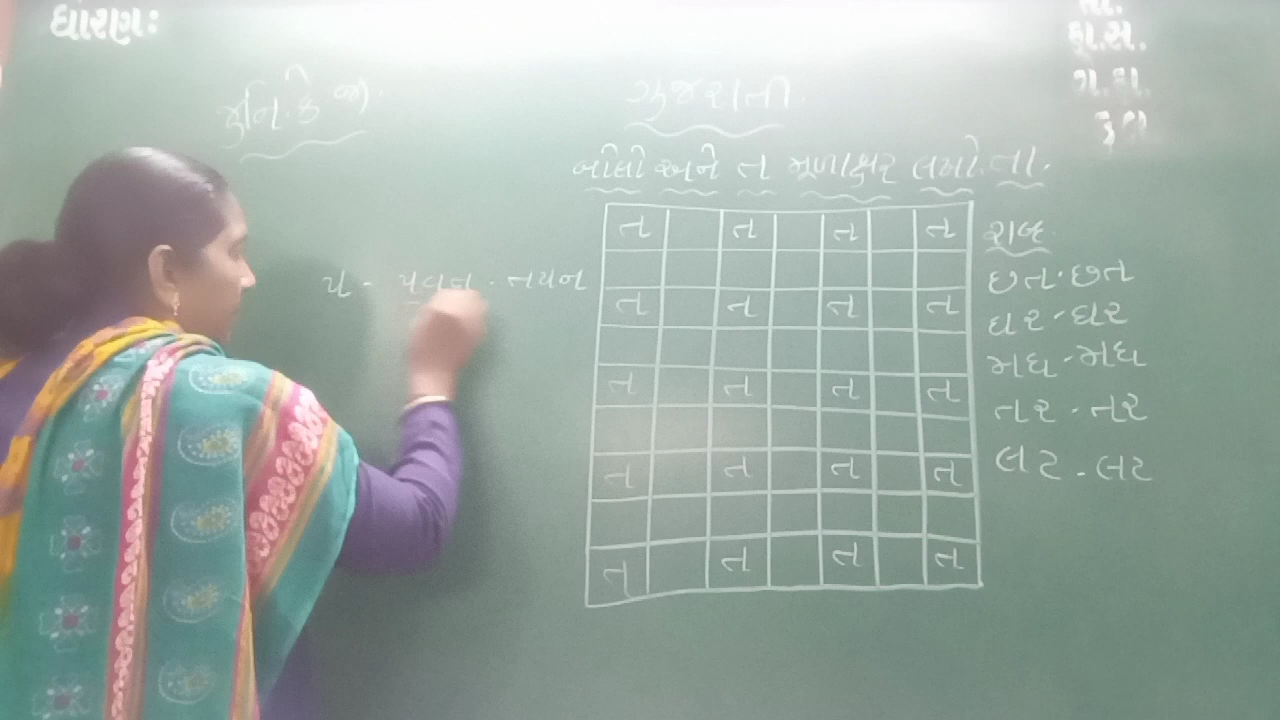 ધોરણ:
તા.
હા.સ.
ગ.હા.
કુલ
જુનિ.કે જી.
ગુજરાતી.
બોલો અને ત મૂળાક્ષર લખો.
ત ત ત ત
શબ્દ
ય - પવન. નયન
છત. છત
ત ત ત ત
ઘર - ઘર
મધ - મધ
ત ત ત ત
નર - નર
ત ત ત ત
લટ - લટ
ત ત ત ત